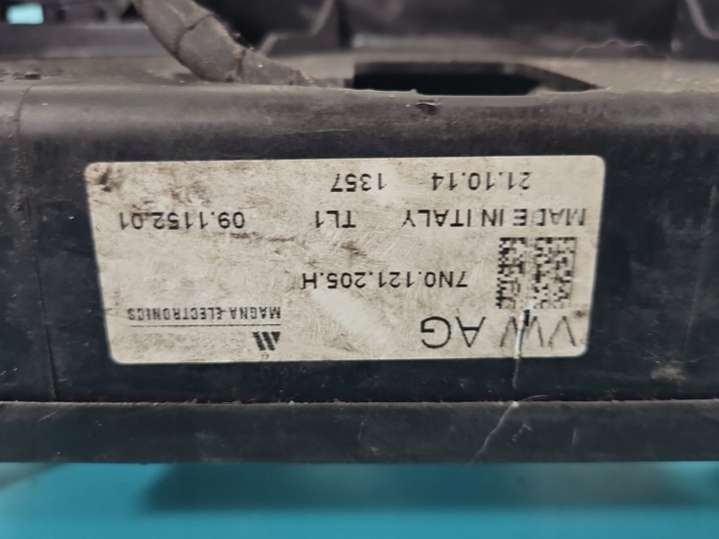 VW AG
MAGNA ELECTRONICS
7N0.121.205.H
MADE IN ITALY TL1 09.1152.01
21.10.14 1357